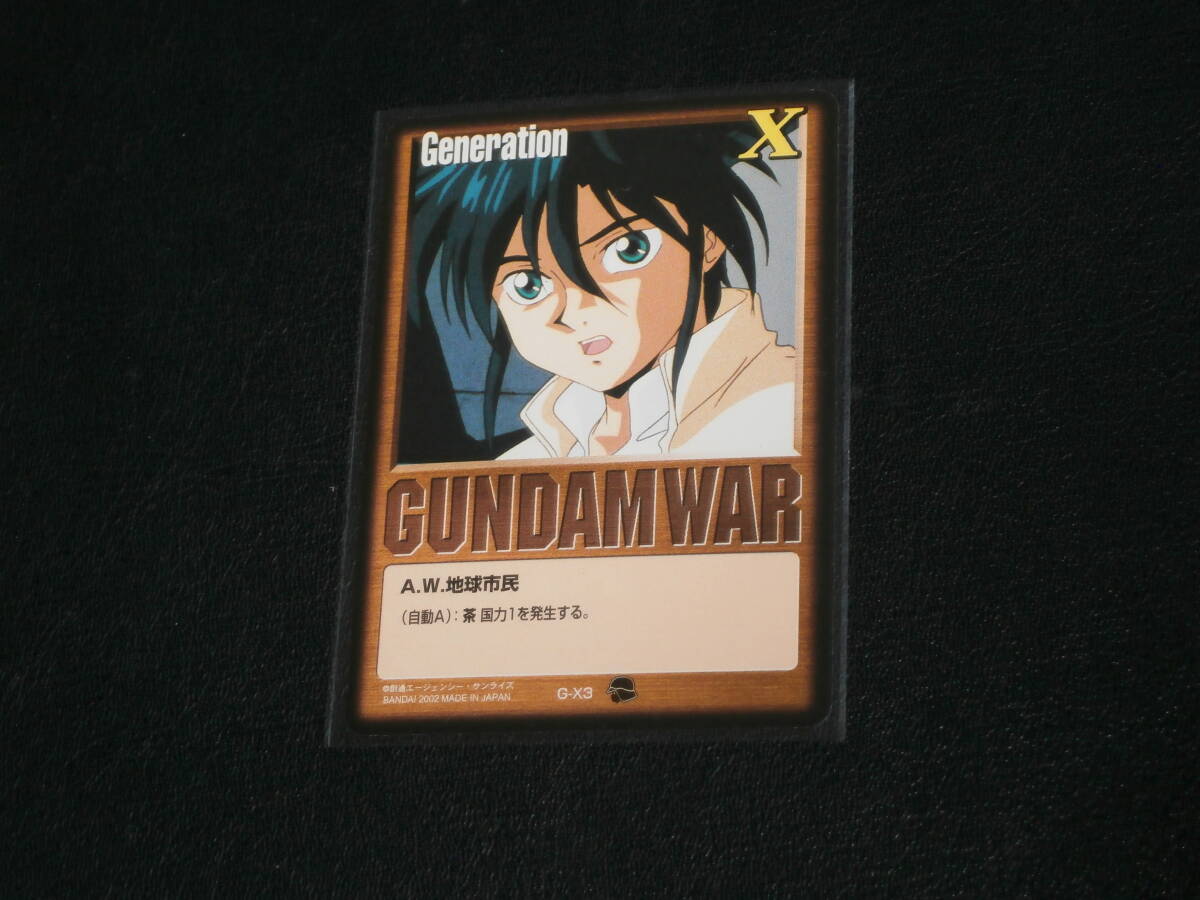 Generation
X
GUNDAM WAR
A.W.地球市民
(自動A):茶 国力1を発生する。
©創通エージェンシー・サンライズ
BANDAI 2002 MADE IN JAPAN
G-X3